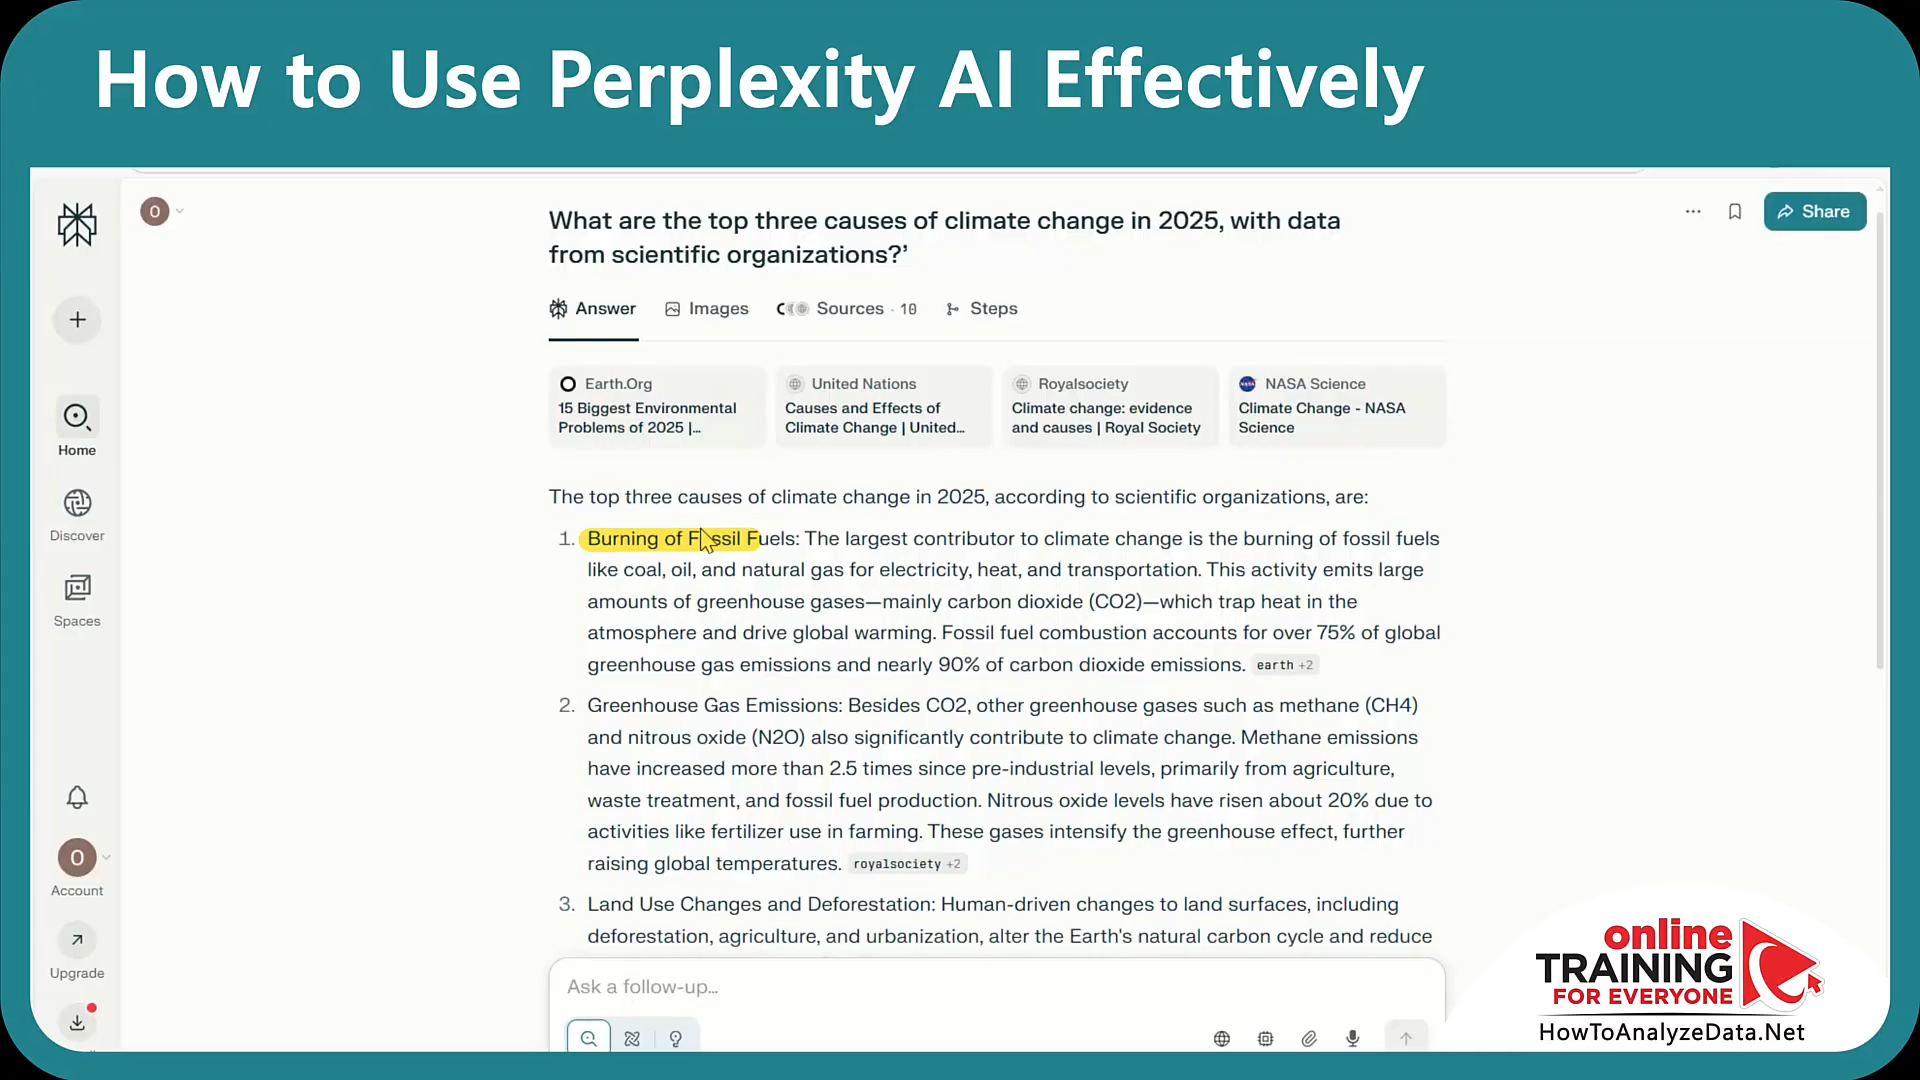 How to Use Perplexity AI Effectively
O
Share
What are the top three causes of climate change in 2025, with data
from scientific organizations?’
Answer
Images
Sources · 10
Steps
Earth.Org
15 Biggest Environmental
Problems of 2025 |...
United Nations
Causes and Effects of
Climate Change | United...
Royalsociety
Climate change: evidence
and causes | Royal Society
NASA
NASA Science
Climate Change - NASA
Science
The top three causes of climate change in 2025, according to scientific organizations, are:
1. Burning of Fossil Fuels: The largest contributor to climate change is the burning of fossil fuels
like coal, oil, and natural gas for electricity, heat, and transportation. This activity emits large
amounts of greenhouse gases—mainly carbon dioxide (CO2)—which trap heat in the
atmosphere and drive global warming. Fossil fuel combustion accounts for over 75% of global
greenhouse gas emissions and nearly 90% of carbon dioxide emissions. earth +2
2. Greenhouse Gas Emissions: Besides CO2, other greenhouse gases such as methane (CH4)
and nitrous oxide (N2O) also significantly contribute to climate change. Methane emissions
have increased more than 2.5 times since pre-industrial levels, primarily from agriculture,
waste treatment, and fossil fuel production. Nitrous oxide levels have risen about 20% due to
activities like fertilizer use in farming. These gases intensify the greenhouse effect, further
raising global temperatures. royalsociety +2
3. Land Use Changes and Deforestation: Human-driven changes to land surfaces, including
deforestation, agriculture, and urbanization, alter the Earth's natural carbon cycle and reduce
Ask a follow-up...
Home
Discover
Spaces
O
Account
Upgrade
online
TRAINING
FOR EVERYONE
HowToAnalyzeData.Net